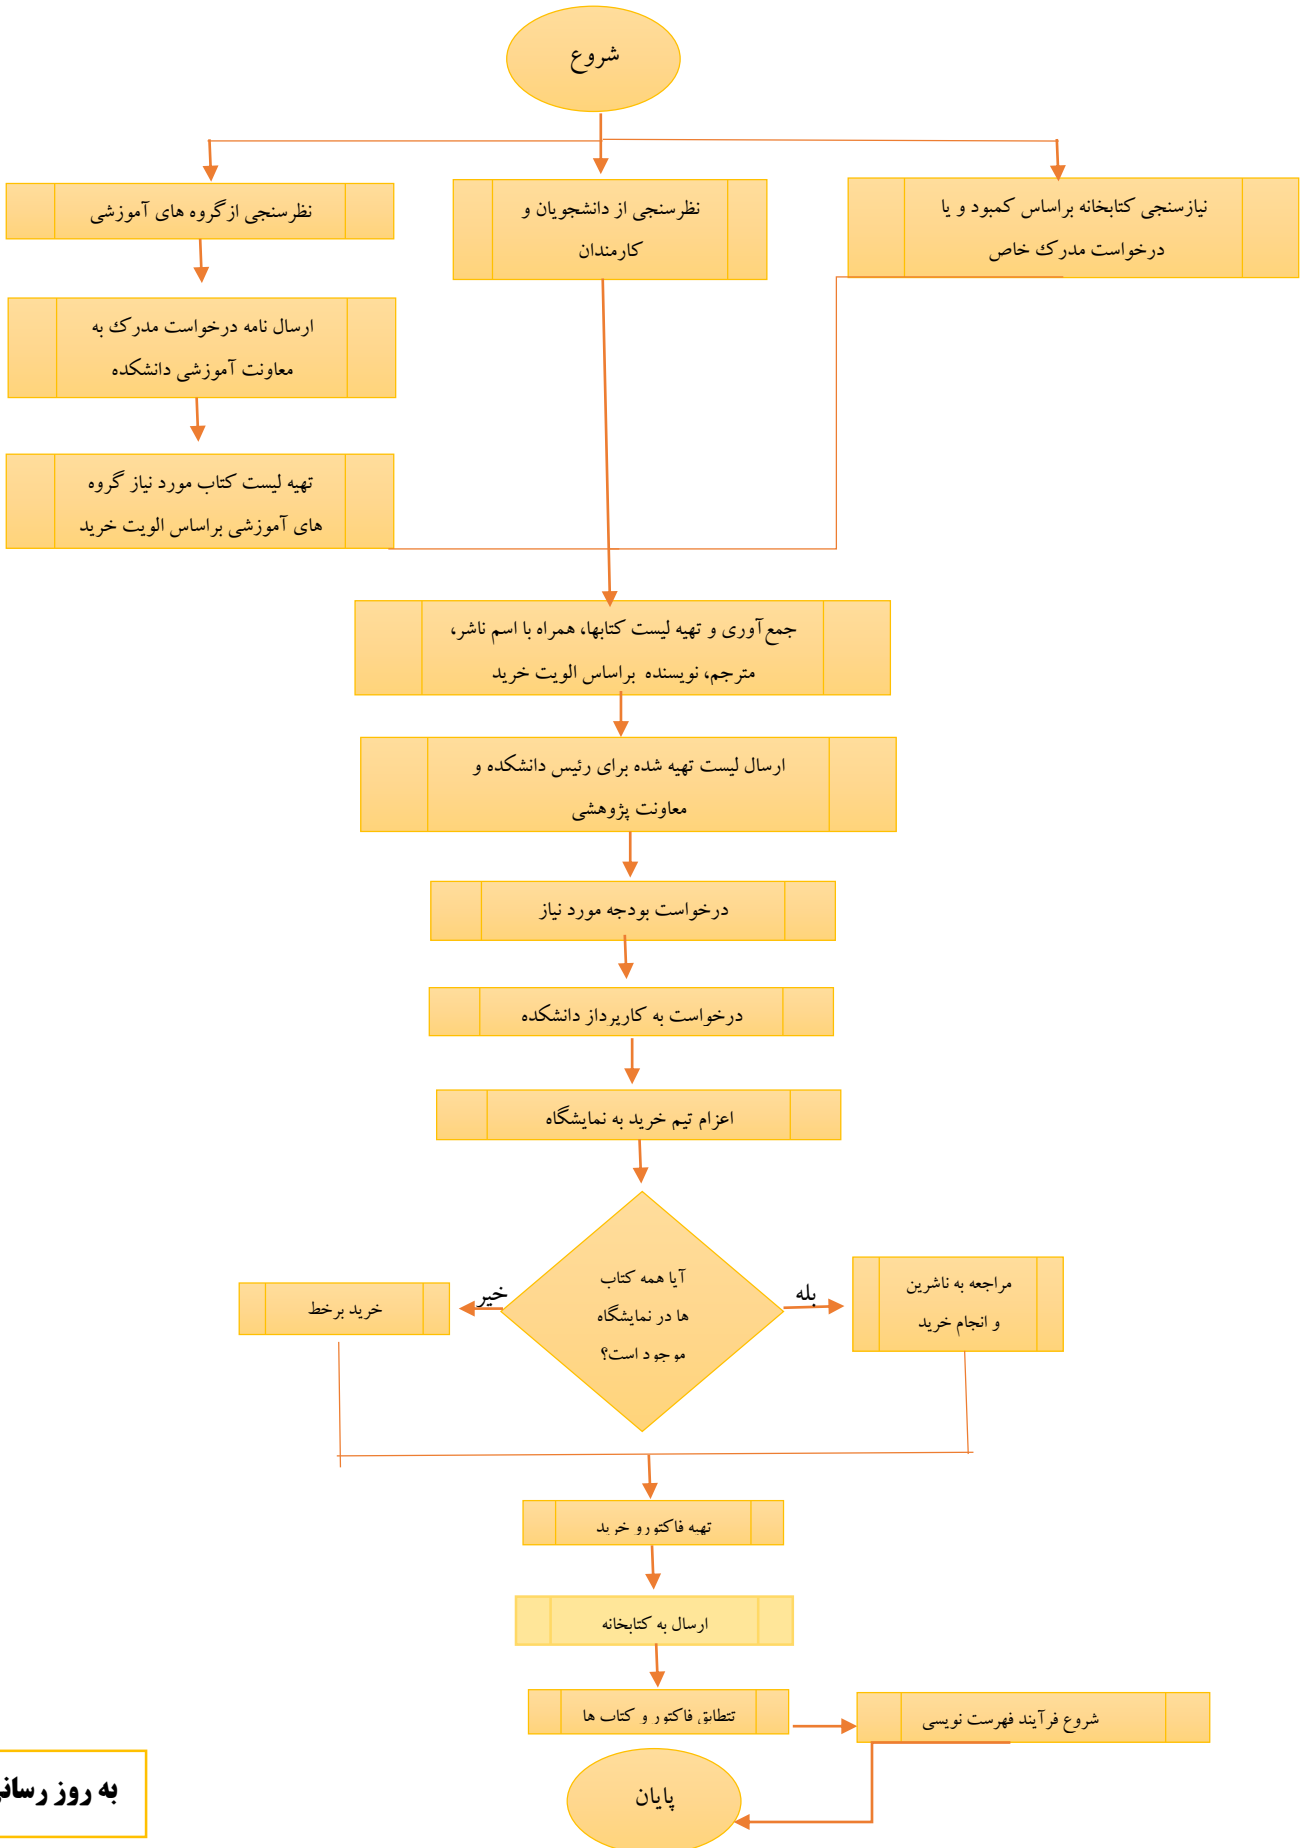 شروع
نیازسنجی کتابخانه براساس کمبود و یا
درخواست مدرک خاص
نظرسنجی از دانشجویان و
کارمندان
نظرسنجی ازگروه های آموزشی
ارسال نامه درخواست مدرک به
معاونت آموزشی دانشکده
تهیه لیست کتاب مورد نیاز گروه
های آموزشی براساس الویت خرید
جمع‌آوری و تهیه لیست کتابها، همراه با اسم ناشر،
مترجم، نویسنده براساس الویت خرید
ارسال لیست تهیه شده برای رئیس دانشکده و
معاونت پژوهشی
درخواست بودجه مورد نیاز
درخواست به کارپرداز دانشکده
اعزام تیم خرید به نمایشگاه
آیا همه کتاب
ها در نمایشگاه
موجود است؟
بله
مراجعه به ناشرین
و انجام خرید
خیر
خرید برخط
تهیه فاکتورو خرید
ارسال به کتابخانه
تتطابق فاکتور و کتاب ها
شروع فرآیند فهرست نویسی
پایان
به روز رسانی